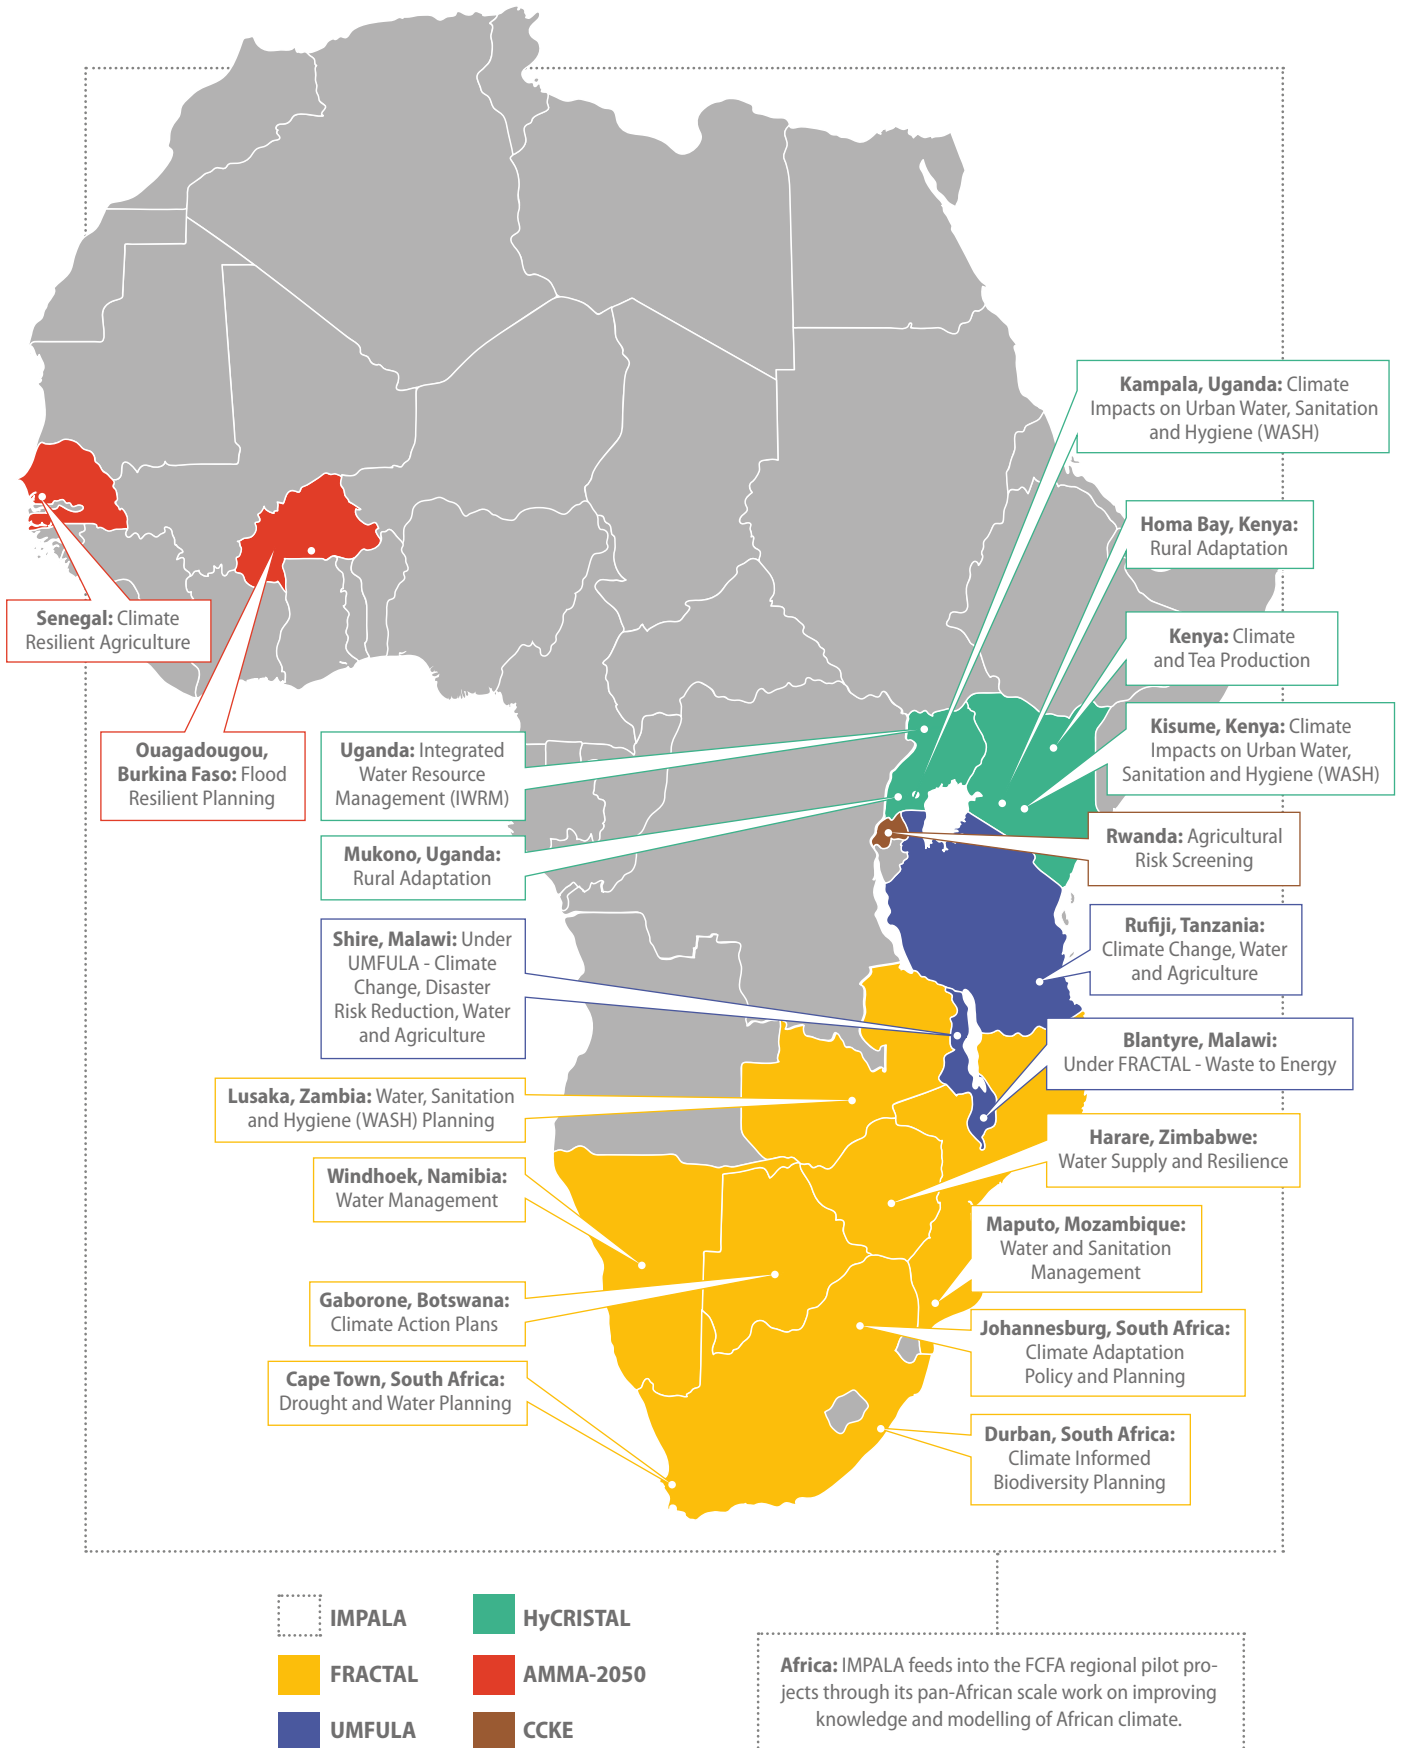 Kampala, Uganda: Climate
Impacts on Urban Water, Sanitation
and Hygiene (WASH)
Homa Bay, Kenya:
Rural Adaptation
Senegal: Climate
Resilient Agriculture
Kenya: Climate
and Tea Production
Ouagadougou,
Burkina Faso: Flood
Resilient Planning
Uganda: Integrated
Water Resource
Management (IWRM)
Kisume, Kenya: Climate
Impacts on Urban Water,
Sanitation and Hygiene (WASH)
Mukono, Uganda:
Rural Adaptation
Rwanda: Agricultural
Risk Screening
Shire, Malawi: Under
UMFULA - Climate
Change, Disaster
Risk Reduction, Water
and Agriculture
Rufiji, Tanzania:
Climate Change, Water
and Agriculture
Blantyre, Malawi:
Under FRACTAL - Waste to Energy
Lusaka, Zambia: Water, Sanitation
and Hygiene (WASH) Planning
Harare, Zimbabwe:
Water Supply and Resilience
Windhoek, Namibia:
Water Management
Maputo, Mozambique:
Water and Sanitation
Management
Gaborone, Botswana:
Climate Action Plans
Johannesburg, South Africa:
Climate Adaptation
Policy and Planning
Cape Town, South Africa:
Drought and Water Planning
Durban, South Africa:
Climate Informed
Biodiversity Planning
IMPALA
HyCRISTAL
FRACTAL
AMMA-2050
UMFULA
CCKE
Africa: IMPALA feeds into the FCFA regional pilot pro-
jects through its pan-African scale work on improving
knowledge and modelling of African climate.